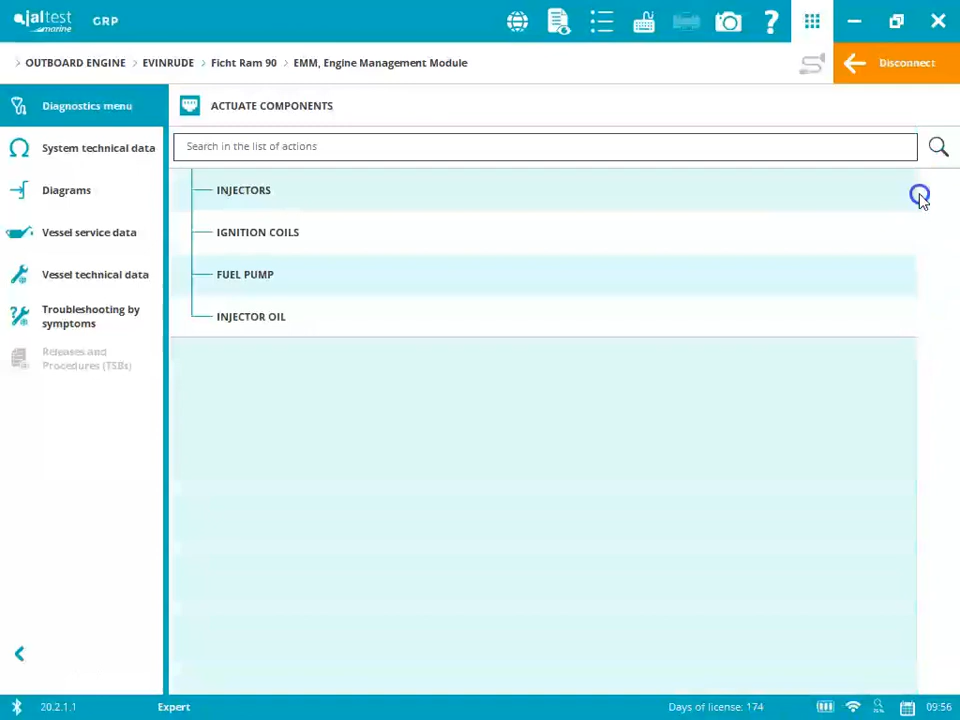 jaltest
marine
GRP
?
OUTBOARD ENGINE
EVINRUDE
Ficht Ram 90
EMM, Engine Management Module
Disconnect
Diagnostics menu
ACTUATE COMPONENTS
System technical data
Search in the list of actions
Diagrams
INJECTORS
Vessel service data
IGNITION COILS
Vessel technical data
FUEL PUMP
Troubleshooting by
symptoms
INJECTOR OIL
Releases and
Procedures (TSBs)
20.2.1.1
Expert
Days of license: 174
09:56